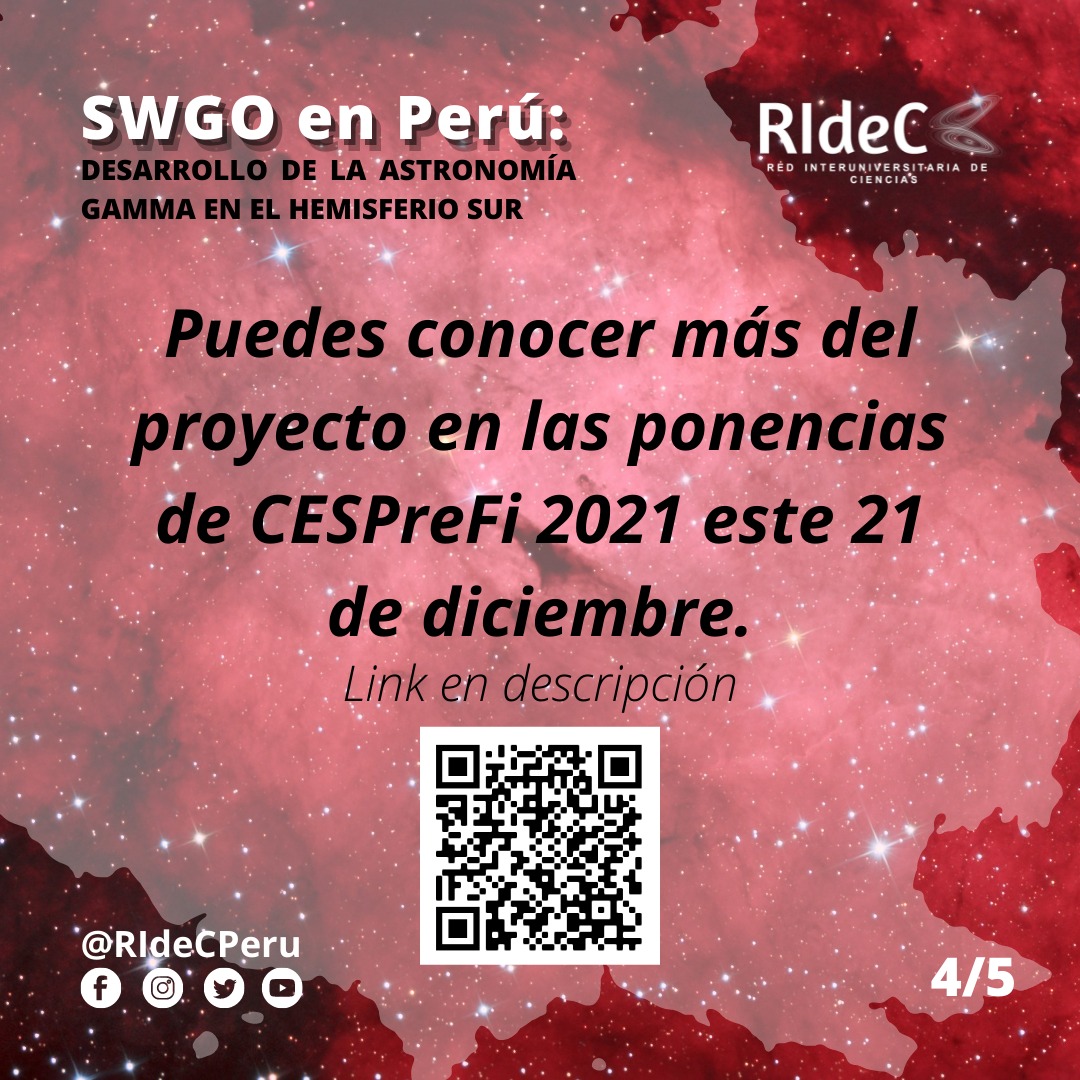 SWGO en Perú:
DESARROLLO DE LA ASTRONOMÍA
GAMMA EN EL HEMISFERIO SUR
RIdeC
RED INTERUNIVERSITARIA DE
CIENCIAS
Puedes conocer más del
proyecto en las ponencias
de CESPreFi 2021 este 21
de diciembre.
Link en descripción
@RIdeCPeru
4/5